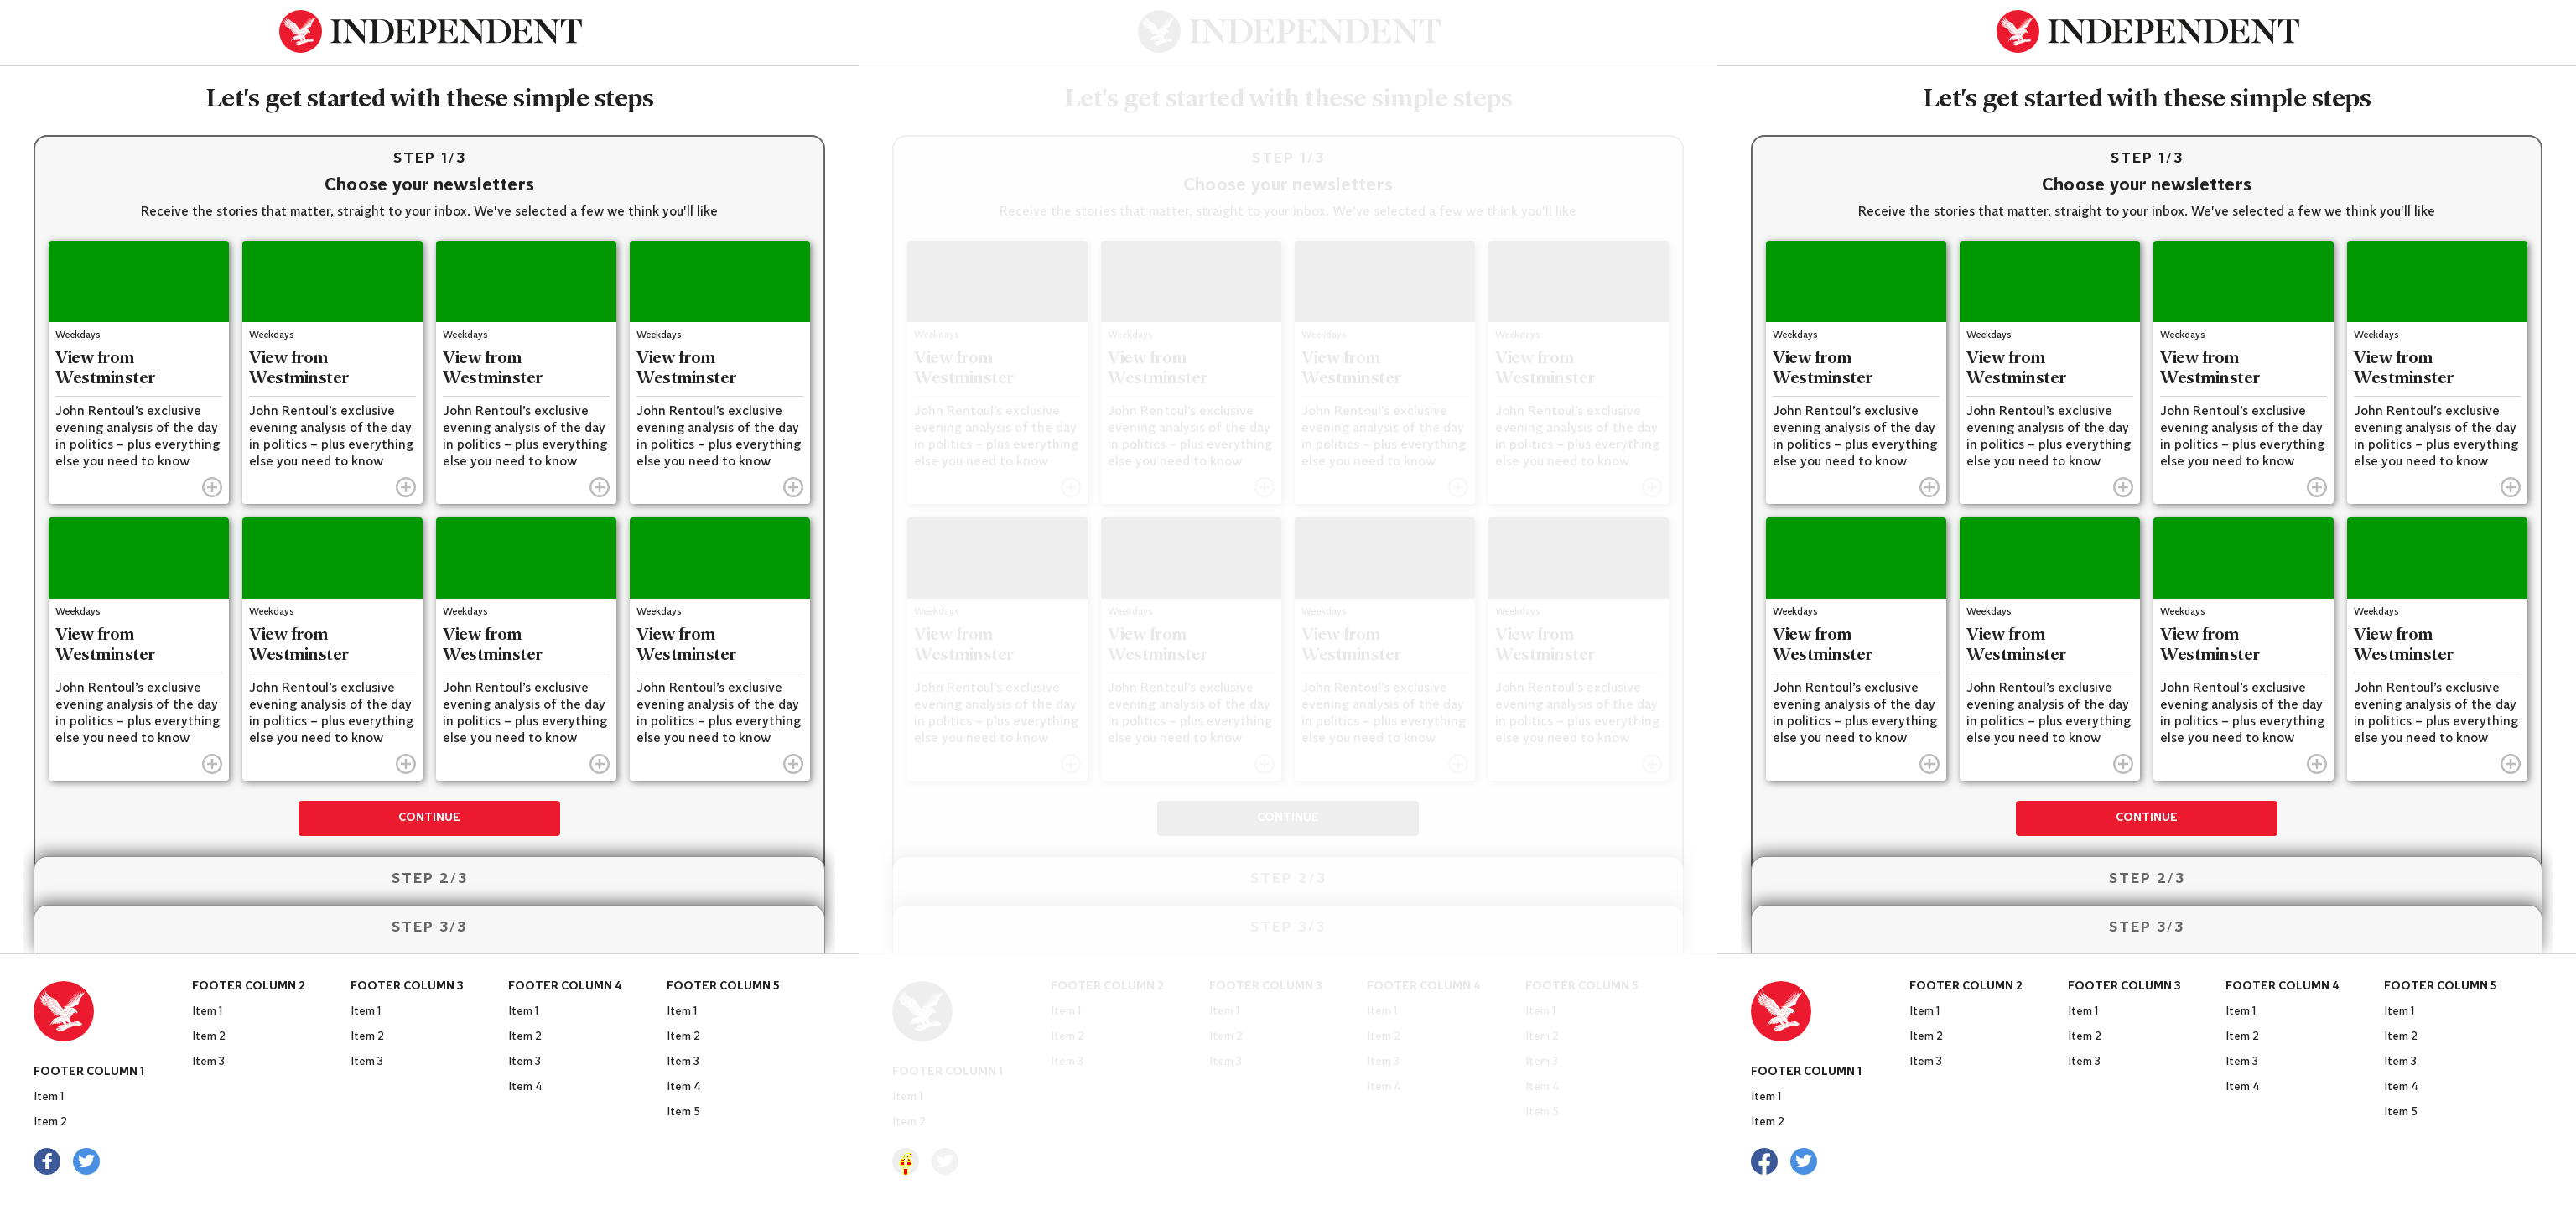 INDEPENDENT
Let's get started with these simple steps
STEP 1/3
Choose your newsletters
Receive the stories that matter, straight to your inbox. We've selected a few we think you'll like
Weekdays Weekdays Weekdays Weekdays
View from View from View from View from
Westminster Westminster Westminster Westminster
John Rentoul's exclusive John Rentoul's exclusive John Rentoul's exclusive John Rentoul's exclusive
evening analysis of the day evening analysis of the day evening analysis of the day evening analysis of the day
in politics – plus everything in politics – plus everything in politics – plus everything in politics – plus everything
else you need to know else you need to know else you need to know else you need to know
Weekdays Weekdays Weekdays Weekdays
View from View from View from View from
Westminster Westminster Westminster Westminster
John Rentoul's exclusive John Rentoul's exclusive John Rentoul's exclusive John Rentoul's exclusive
evening analysis of the day evening analysis of the day evening analysis of the day evening analysis of the day
in politics – plus everything in politics – plus everything in politics – plus everything in politics – plus everything
else you need to know else you need to know else you need to know else you need to know
CONTINUE
STEP 2/3
STEP 3/3
FOOTER COLUMN 1
Item 1
Item 2
FOOTER COLUMN 2
Item 1
Item 2
Item 3
FOOTER COLUMN 3
Item 1
Item 2
Item 3
FOOTER COLUMN 4
Item 1
Item 2
Item 3
Item 4
FOOTER COLUMN 5
Item 1
Item 2
Item 3
Item 4
Item 5
INDEPENDENT
Let's get started with these simple steps
STEP 1/3
Choose your newsletters
Receive the stories that matter, straight to your inbox. We've selected a few we think you'll like
Weekdays Weekdays Weekdays Weekdays
View from View from View from View from
Westminster Westminster Westminster Westminster
John Rentoul's exclusive John Rentoul's exclusive John Rentoul's exclusive John Rentoul's exclusive
evening analysis of the day evening analysis of the day evening analysis of the day evening analysis of the day
in politics – plus everything in politics – plus everything in politics – plus everything in politics – plus everything
else you need to know else you need to know else you need to know else you need to know
Weekdays Weekdays Weekdays Weekdays
View from View from View from View from
Westminster Westminster Westminster Westminster
John Rentoul's exclusive John Rentoul's exclusive John Rentoul's exclusive John Rentoul's exclusive
evening analysis of the day evening analysis of the day evening analysis of the day evening analysis of the day
in politics – plus everything in politics – plus everything in politics – plus everything in politics – plus everything
else you need to know else you need to know else you need to know else you need to know
CONTINUE
STEP 2/3
STEP 3/3
FOOTER COLUMN 1
Item 1
Item 2
FOOTER COLUMN 2
Item 1
Item 2
Item 3
FOOTER COLUMN 3
Item 1
Item 2
Item 3
FOOTER COLUMN 4
Item 1
Item 2
Item 3
Item 4
FOOTER COLUMN 5
Item 1
Item 2
Item 3
Item 4
Item 5
INDEPENDENT
Let's get started with these simple steps
STEP 1/3
Choose your newsletters
Receive the stories that matter, straight to your inbox. We've selected a few we think you'll like
Weekdays Weekdays Weekdays Weekdays
View from View from View from View from
Westminster Westminster Westminster Westminster
John Rentoul's exclusive John Rentoul's exclusive John Rentoul's exclusive John Rentoul's exclusive
evening analysis of the day evening analysis of the day evening analysis of the day evening analysis of the day
in politics – plus everything in politics – plus everything in politics – plus everything in politics – plus everything
else you need to know else you need to know else you need to know else you need to know
Weekdays Weekdays Weekdays Weekdays
View from View from View from View from
Westminster Westminster Westminster Westminster
John Rentoul's exclusive John Rentoul's exclusive John Rentoul's exclusive John Rentoul's exclusive
evening analysis of the day evening analysis of the day evening analysis of the day evening analysis of the day
in politics – plus everything in politics – plus everything in politics – plus everything in politics – plus everything
else you need to know else you need to know else you need to know else you need to know
CONTINUE
STEP 2/3
STEP 3/3
FOOTER COLUMN 1
Item 1
Item 2
FOOTER COLUMN 2
Item 1
Item 2
Item 3
FOOTER COLUMN 3
Item 1
Item 2
Item 3
FOOTER COLUMN 4
Item 1
Item 2
Item 3
Item 4
FOOTER COLUMN 5
Item 1
Item 2
Item 3
Item 4
Item 5